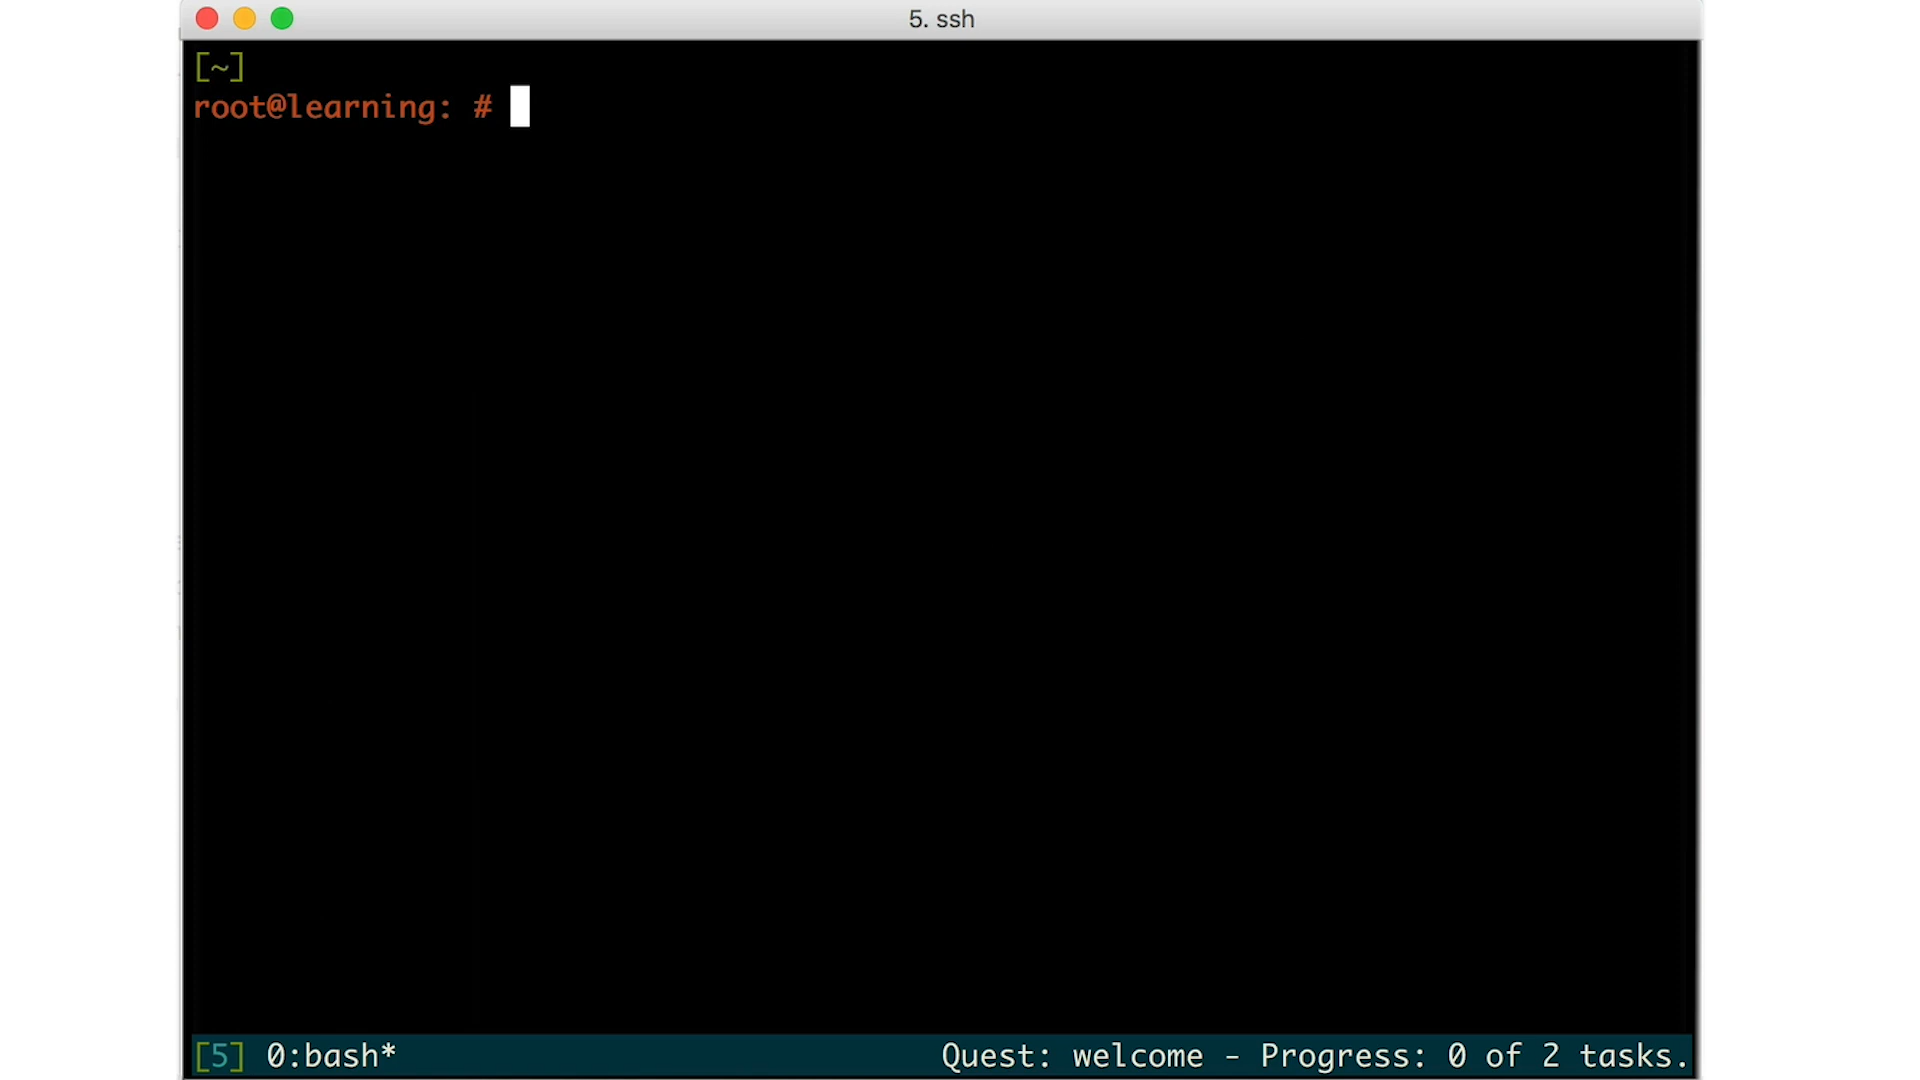 5. ssh
[~]
root@learning: #
[5] 0:bash* Quest: welcome - Progress: 0 of 2 tasks.